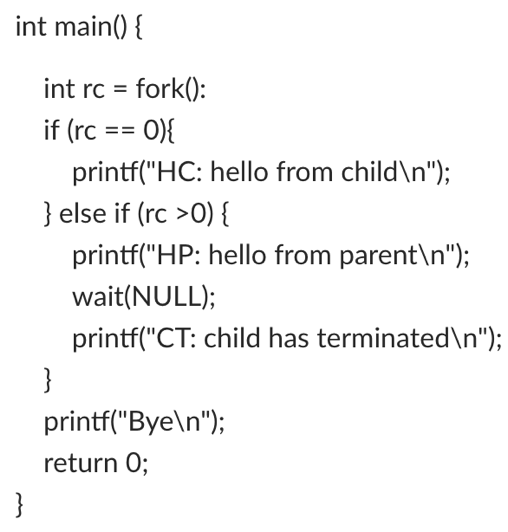 int main() {
int rc = fork():
if (rc == 0){
printf("HC: hello from child\n");
} else if (rc >0) {
printf("HP: hello from parent\n");
wait(NULL);
printf("CT: child has terminated\n");
}
printf("Bye\n");
return 0;
}